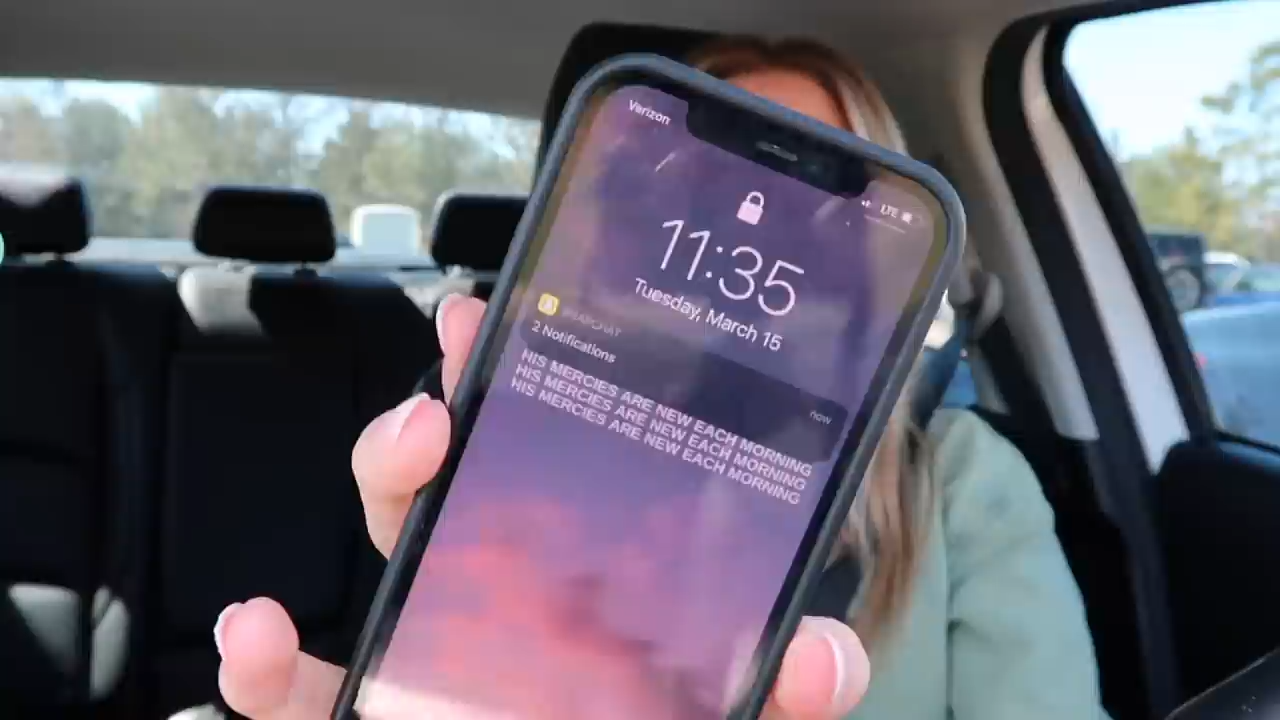 Verizon
LTE
11:35
Tuesday, March 15
SNAPCHAT
2 Notifications
now
HIS MERCIES ARE NEW EACH MORNING
HIS MERCIES ARE NEW EACH MORNING
HIS MERCIES ARE NEW EACH MORNING